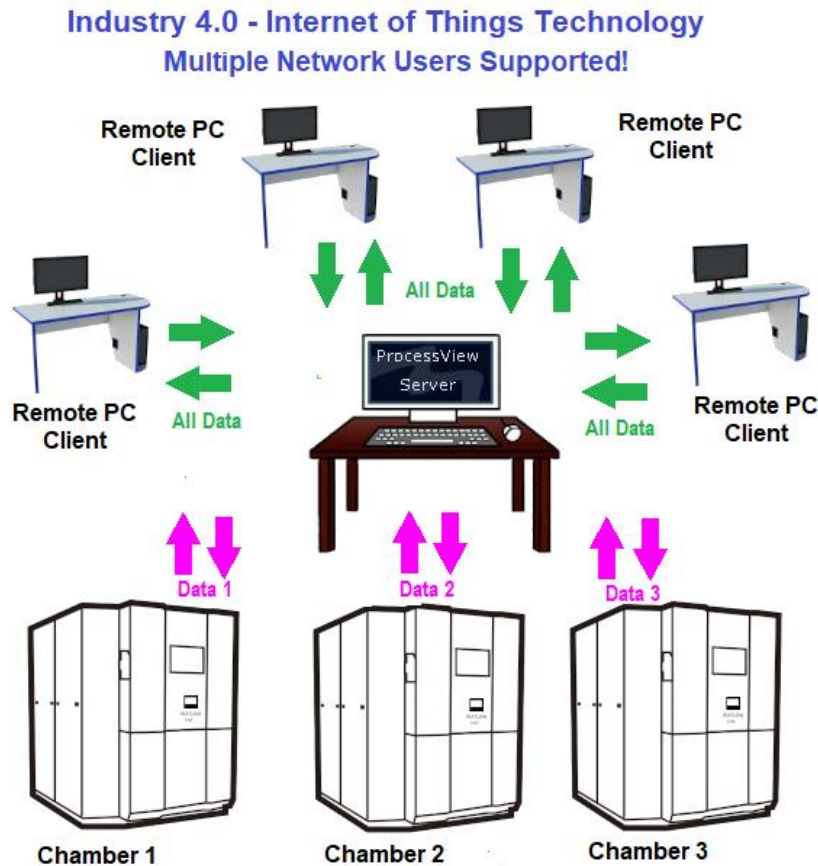 Industry 4.0 - Internet of Things Technology
Multiple Network Users Supported!
Remote PC
Client
Remote PC
Client
All Data
ProcessView
Server
Remote PC
Client
All Data
All Data
Remote PC
Client
Data 1
Data 2
Data 3
Chamber 1
Chamber 2
Chamber 3